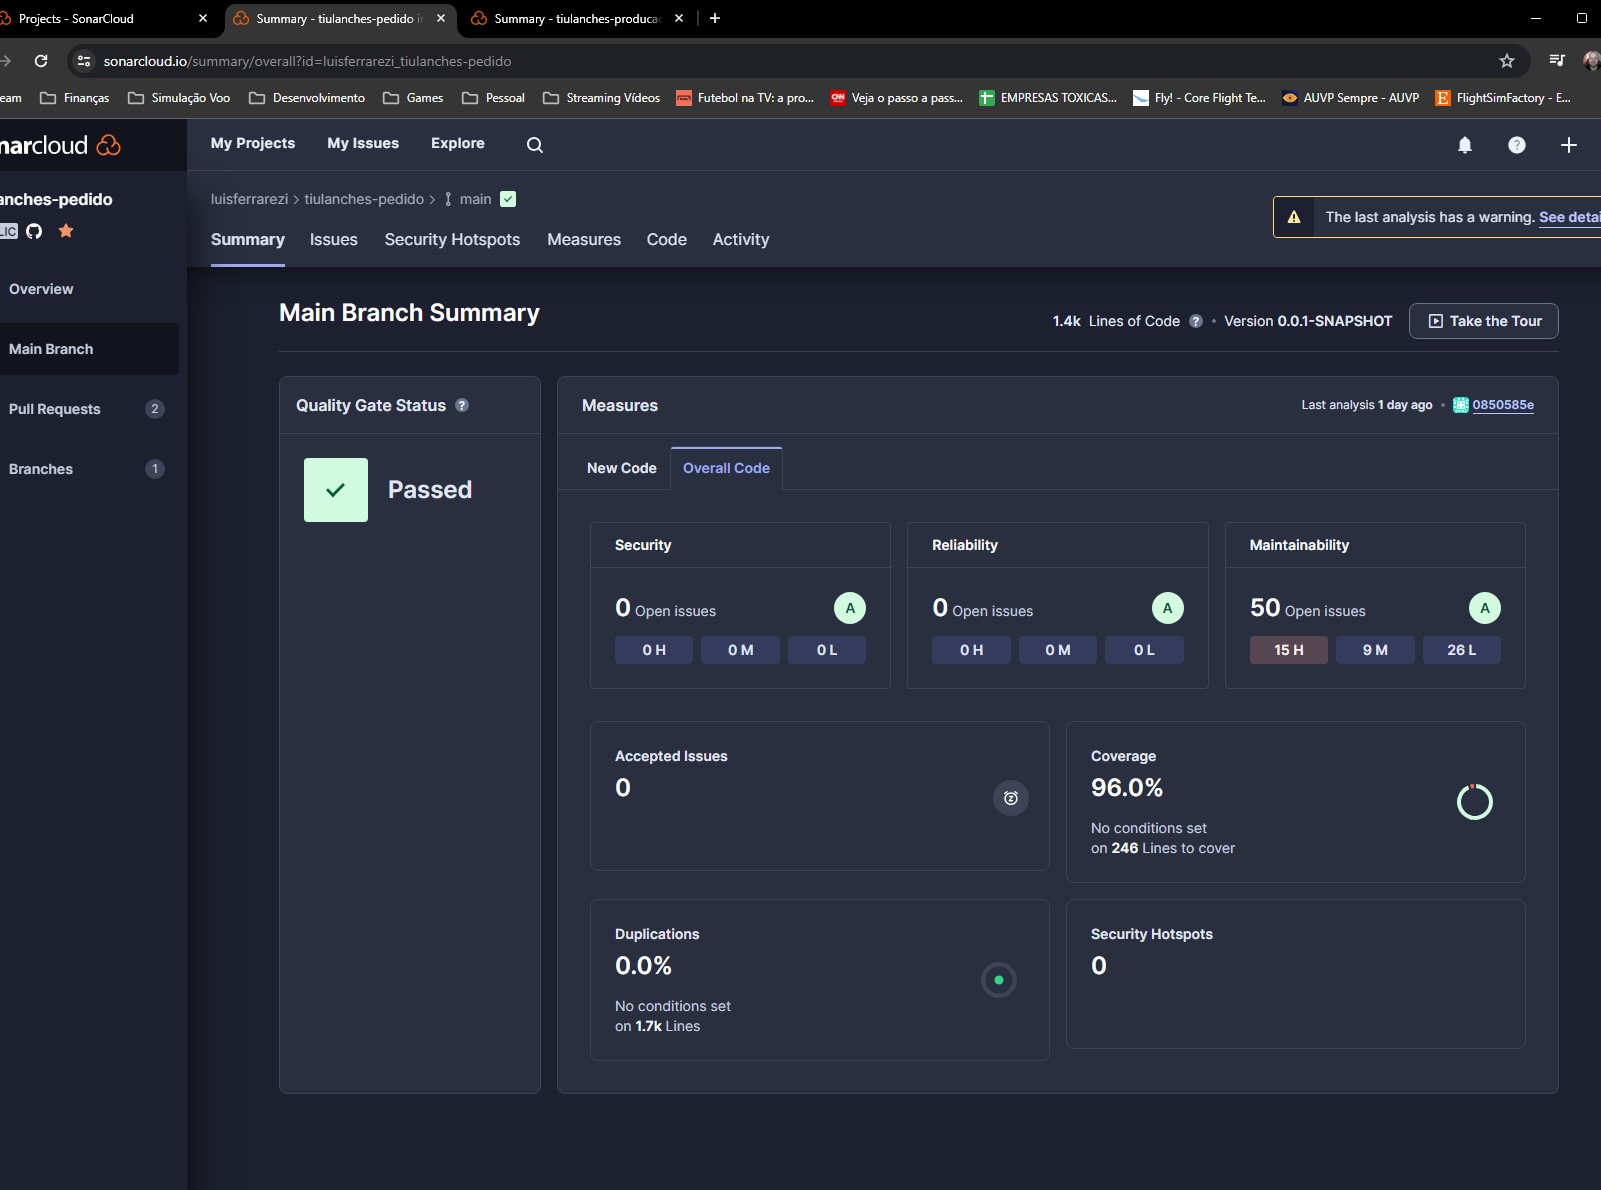 Projects - SonarCloud
Summary - tiulanches-pedido in
Summary - tiulanches-producao
sonarcloud.io/summary/overall?id=luisferrarezi_tiulanches-pedido
eam
Finanças
Simulação Voo
Desenvolvimento
Games
Pessoal
Streaming Vídeos
Futebol na TV: a pro...
Veja o passo a pass...
EMPRESAS TOXICAS...
Fly! - Core Flight Te...
AUVP Sempre - AUVP
FlightSimFactory - E...
narcloud
My Projects
My Issues
Explore
anches-pedido
LIC
luisferrarezi > tiulanches-pedido > main
The last analysis has a warning. See detai
Summary
Issues
Security Hotspots
Measures
Code
Activity
Overview
Main Branch
Pull Requests 2
Branches 1
Main Branch Summary
1.4k Lines of Code ? • Version 0.0.1-SNAPSHOT
Take the Tour
Quality Gate Status ?
Passed
Measures
Last analysis 1 day ago • 0850585e
New Code
Overall Code
Security
0 Open issues A
0 H 0 M 0 L
Reliability
0 Open issues A
0 H 0 M 0 L
Maintainability
50 Open issues A
15 H 9 M 26 L
Accepted Issues
0
Coverage
96.0%
No conditions set
on 246 Lines to cover
Duplications
0.0%
No conditions set
on 1.7k Lines
Security Hotspots
0